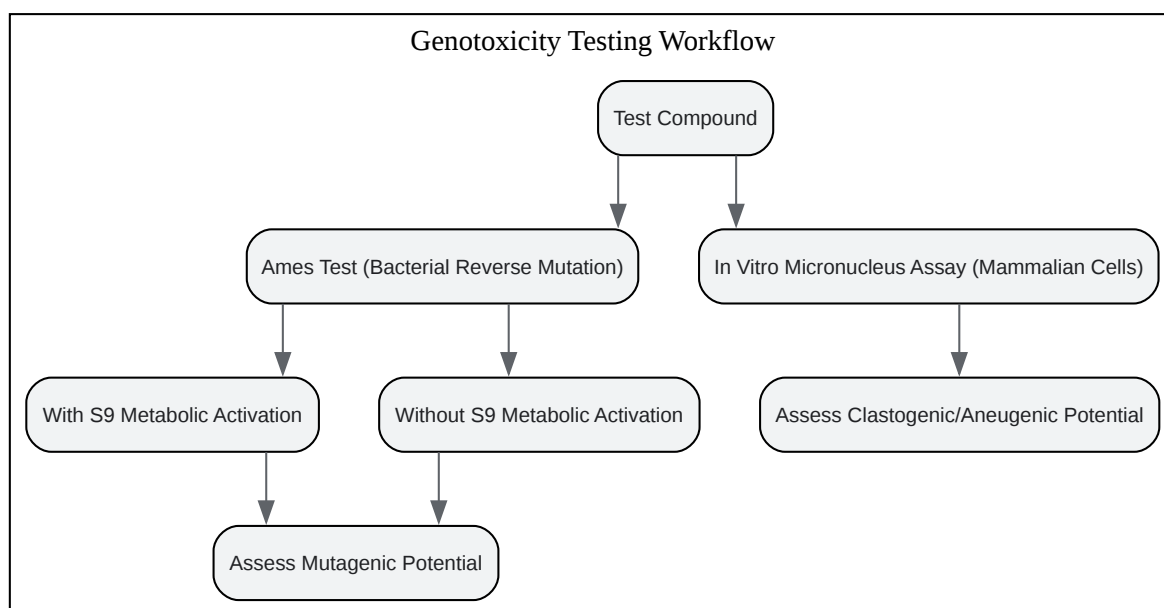 Genotoxicity Testing Workflow
Test Compound
Ames Test (Bacterial Reverse Mutation)
In Vitro Micronucleus Assay (Mammalian Cells)
With S9 Metabolic Activation
Without S9 Metabolic Activation
Assess Clastogenic/Aneugenic Potential
Assess Mutagenic Potential